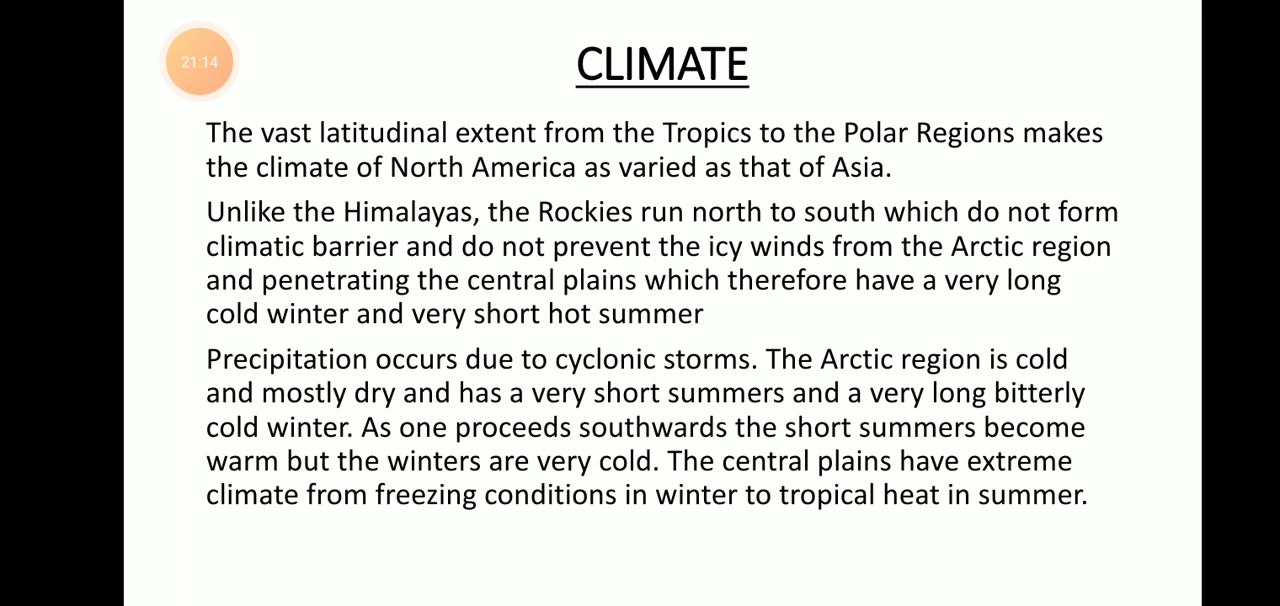 21:14
CLIMATE
The vast latitudinal extent from the Tropics to the Polar Regions makes
the climate of North America as varied as that of Asia.
Unlike the Himalayas, the Rockies run north to south which do not form
climatic barrier and do not prevent the icy winds from the Arctic region
and penetrating the central plains which therefore have a very long
cold winter and very short hot summer
Precipitation occurs due to cyclonic storms. The Arctic region is cold
and mostly dry and has a very short summers and a very long bitterly
cold winter. As one proceeds southwards the short summers become
warm but the winters are very cold. The central plains have extreme
climate from freezing conditions in winter to tropical heat in summer.